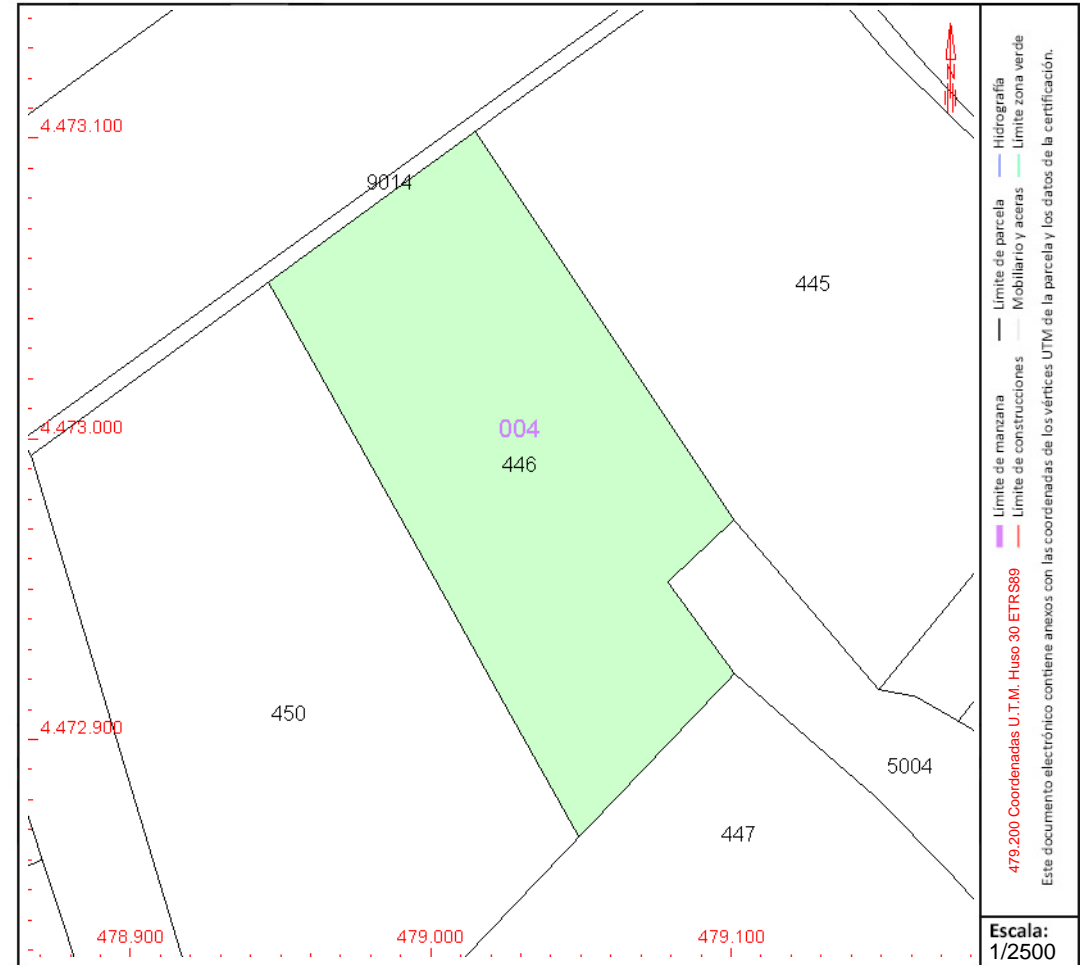 4.473.100
9014
445
4.473.000
004
446
450
4.472.900
5004
447
478.900
479.000
479.100
N
Límite de manzana
Límite de parcela
Hidrografía
Límite de construcciones
Mobiliario y aceras
Límite zona verde
479.200 Coordenadas U.T.M. Huso 30 ETRS89
Este documento electrónico contiene anexos con las coordenadas de los vértices UTM de la parcela y los datos de la certificación.
Escala:
1/2500